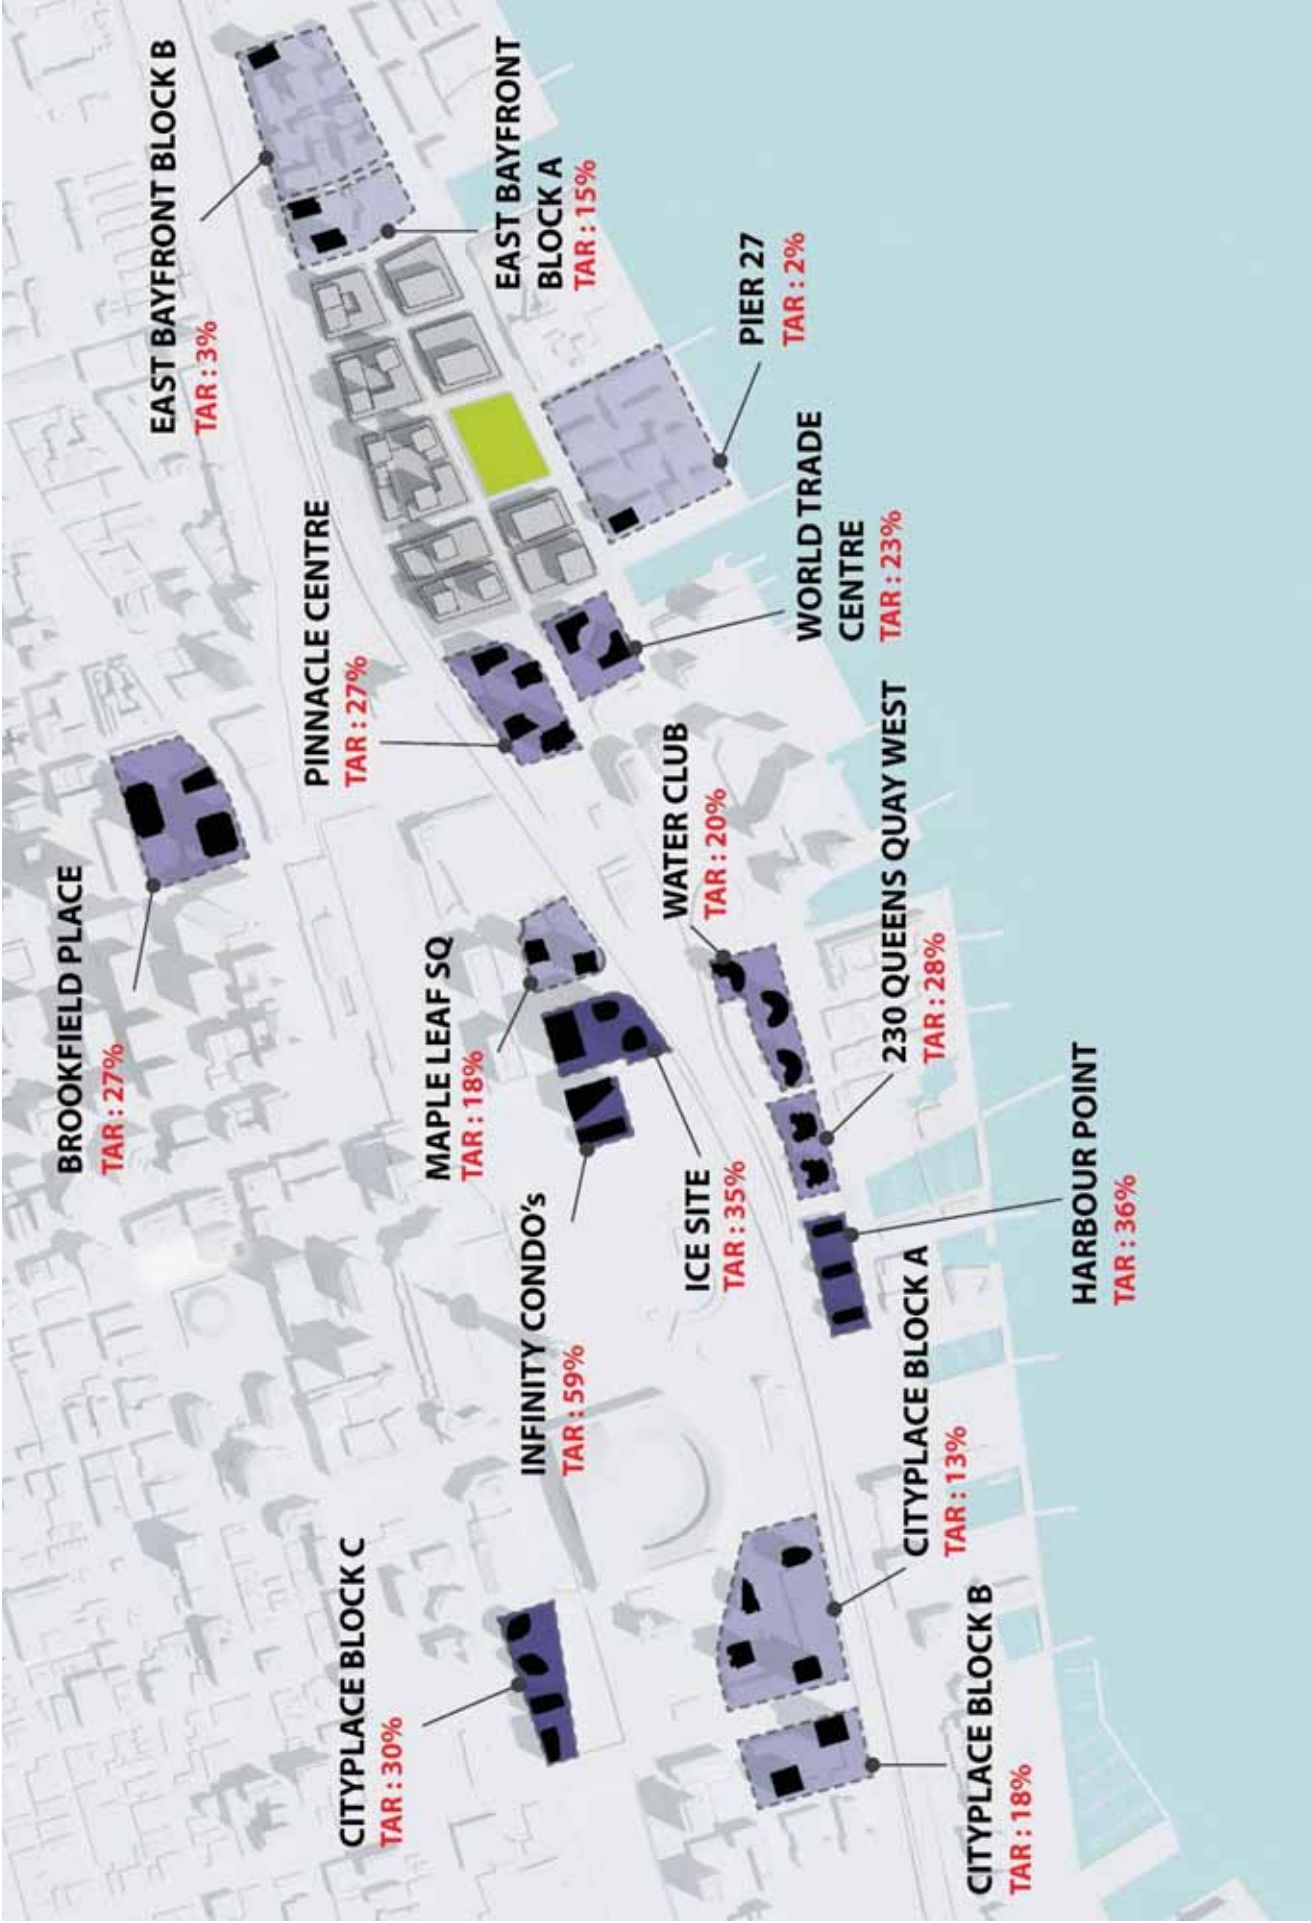 CITYPLACE BLOCK C
TAR : 30%
BROOKFIELD PLACE
TAR : 27%
EAST BAYFRONT BLOCK B
TAR : 3%
PINNACLE CENTRE
TAR : 27%
MAPLE LEAF SQ
TAR : 18%
INFINITY CONDO's
TAR : 59%
EAST BAYFRONT
BLOCK A
TAR : 15%
ICE SITE
TAR : 35%
WATER CLUB
TAR : 20%
PIER 27
TAR : 2%
WORLD TRADE
CENTRE
TAR : 23%
230 QUEENS QUAY WEST
TAR : 28%
CITYPLACE BLOCK A
TAR : 13%
CITYPLACE BLOCK B
TAR : 18%
HARBOUR POINT
TAR : 36%